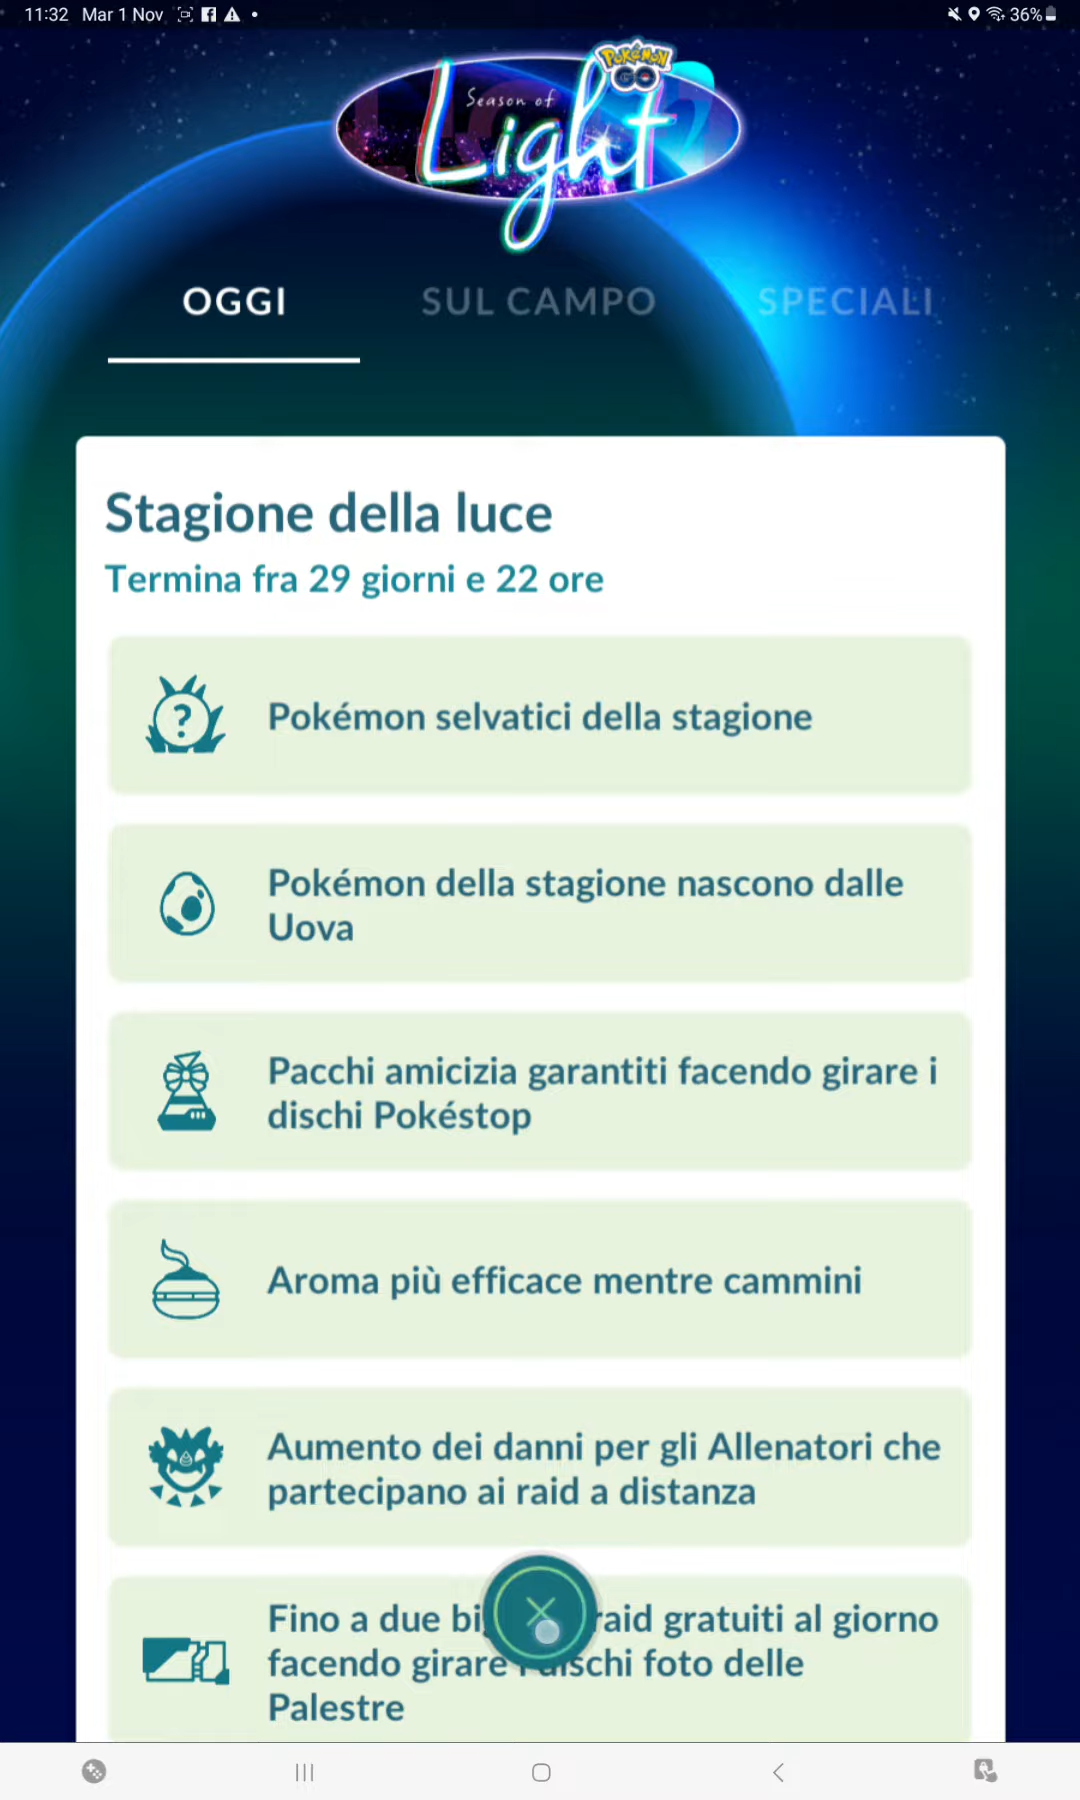 11:32 Mar 1 Nov
36%
POKÉMON
GO
Season of
Light
OGGI
SUL CAMPO
SPECIALI
Stagione della luce
Termina fra 29 giorni e 22 ore
Pokémon selvatici della stagione
Pokémon della stagione nascono dalle
Uova
Pacchi amicizia garantiti facendo girare i
dischi Pokéstop
Aroma più efficace mentre cammini
Aumento dei danni per gli Allenatori che
partecipano ai raid a distanza
Fino a due raid gratuiti al giorno
facendo girare dischi foto delle
Palestre